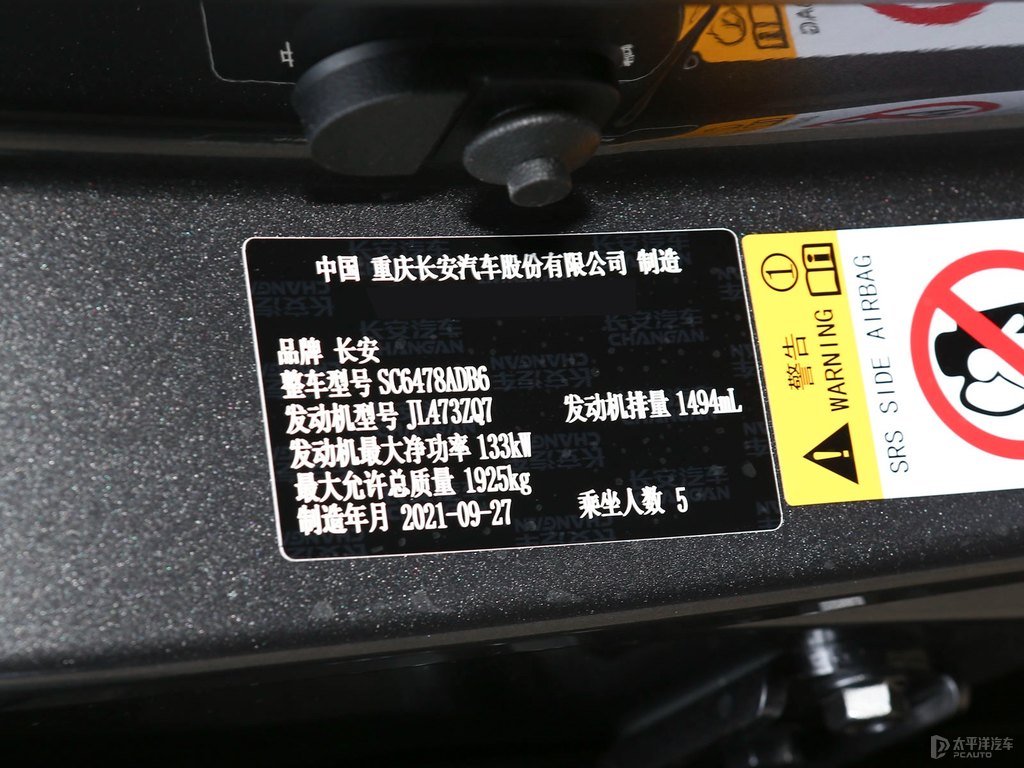 中国 重庆长安汽车股份有限公司 制造
品牌 长安
整车型号 SC6478ADB6
发动机型号 JL473ZQ7 发动机排量 1494mL
发动机最大净功率 133kW
最大允许总质量 1925kg
制造年月 2021-09-27 乘坐人数 5
警告
WARNING
SRS SIDE AIRBAG
太平洋汽车
PCAUTO